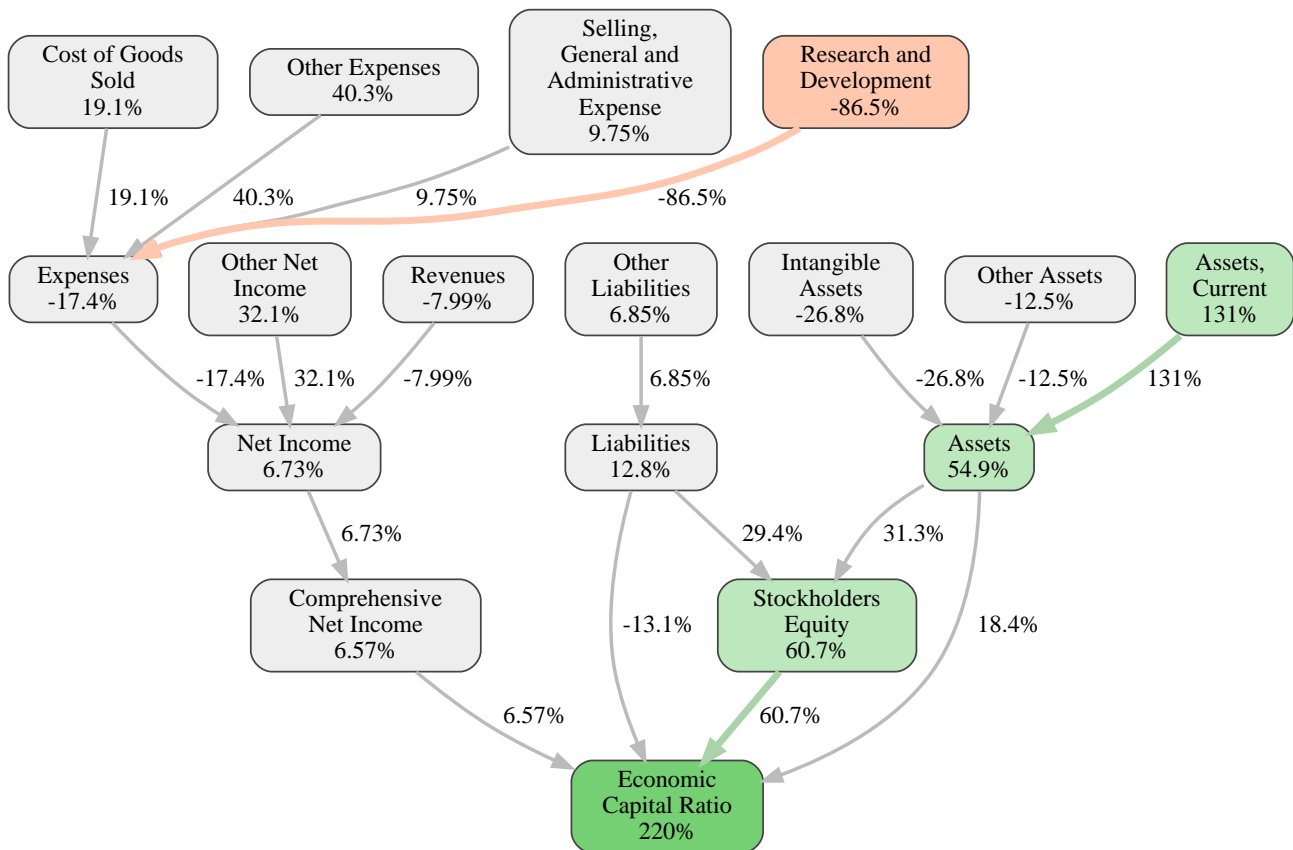 Cost of Goods
Sold
19.1%
Other Expenses
40.3%
Selling,
General and
Administrative
Expense
9.75%
Research and
Development
-86.5%
19.1%
40.3%
9.75%
-86.5%
Expenses
-17.4%
Other Net
Income
32.1%
Revenues
-7.99%
Other
Liabilities
6.85%
Intangible
Assets
-26.8%
Other Assets
-12.5%
Assets,
Current
131%
-17.4%
32.1%
-7.99%
6.85%
-26.8%
-12.5%
131%
Net Income
6.73%
Liabilities
12.8%
Assets
54.9%
6.73%
29.4%
31.3%
Comprehensive
Net Income
6.57%
-13.1%
Stockholders
Equity
60.7%
18.4%
6.57%
60.7%
Economic
Capital Ratio
220%